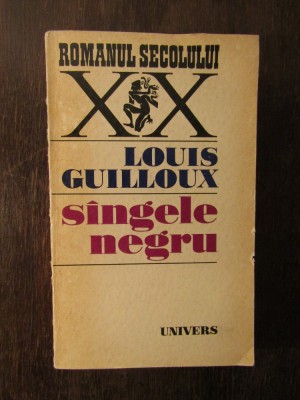 ROMANUL SECOLULUI
XX
LOUIS
GUILLOUX
sîngele
negru
UNIVERS